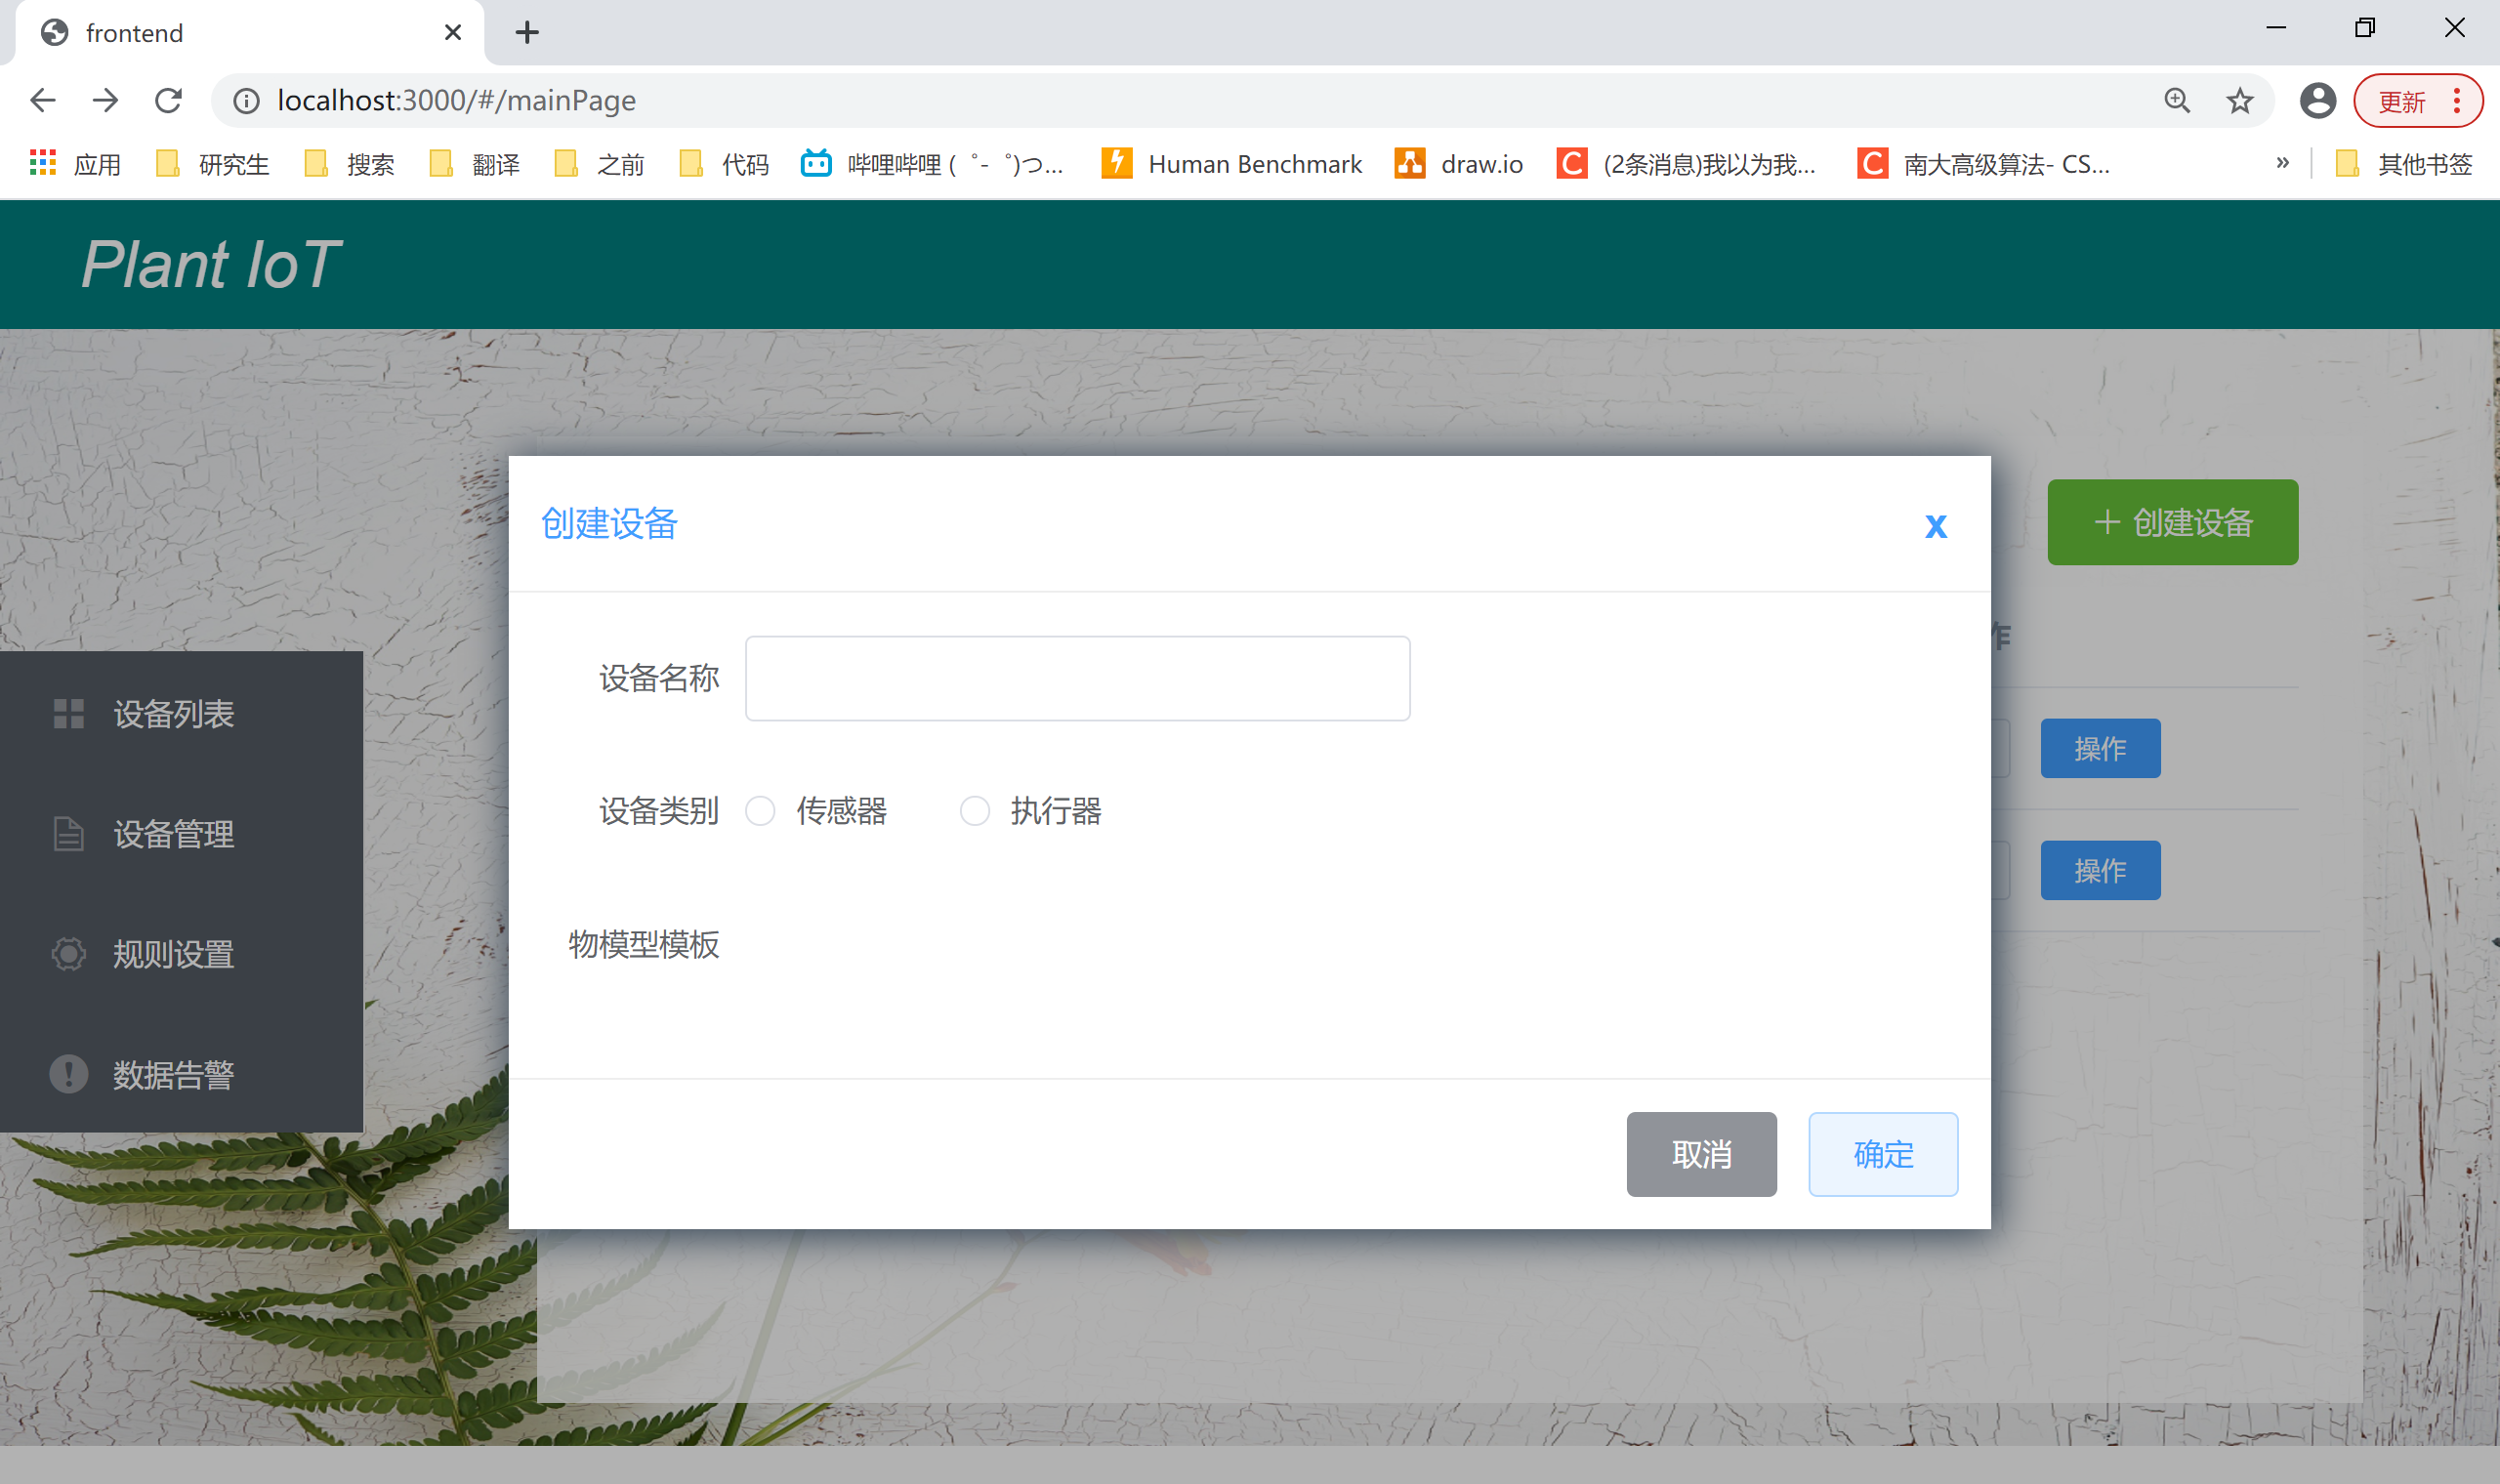 frontend
localhost:3000/#/mainPage
更新
应用 研究生 搜索 翻译 之前 代码 哔哩哔哩 (゜-゜)つ... Human Benchmark draw.io (2条消息)我以为我... 南大高级算法- CS... » 其他书签
Plant IoT
创建设备 x
+ 创建设备
设备名称
作
设备列表
操作
设备类别 传感器 执行器
设备管理
操作
物模型模板
规则设置
数据告警
取消 确定